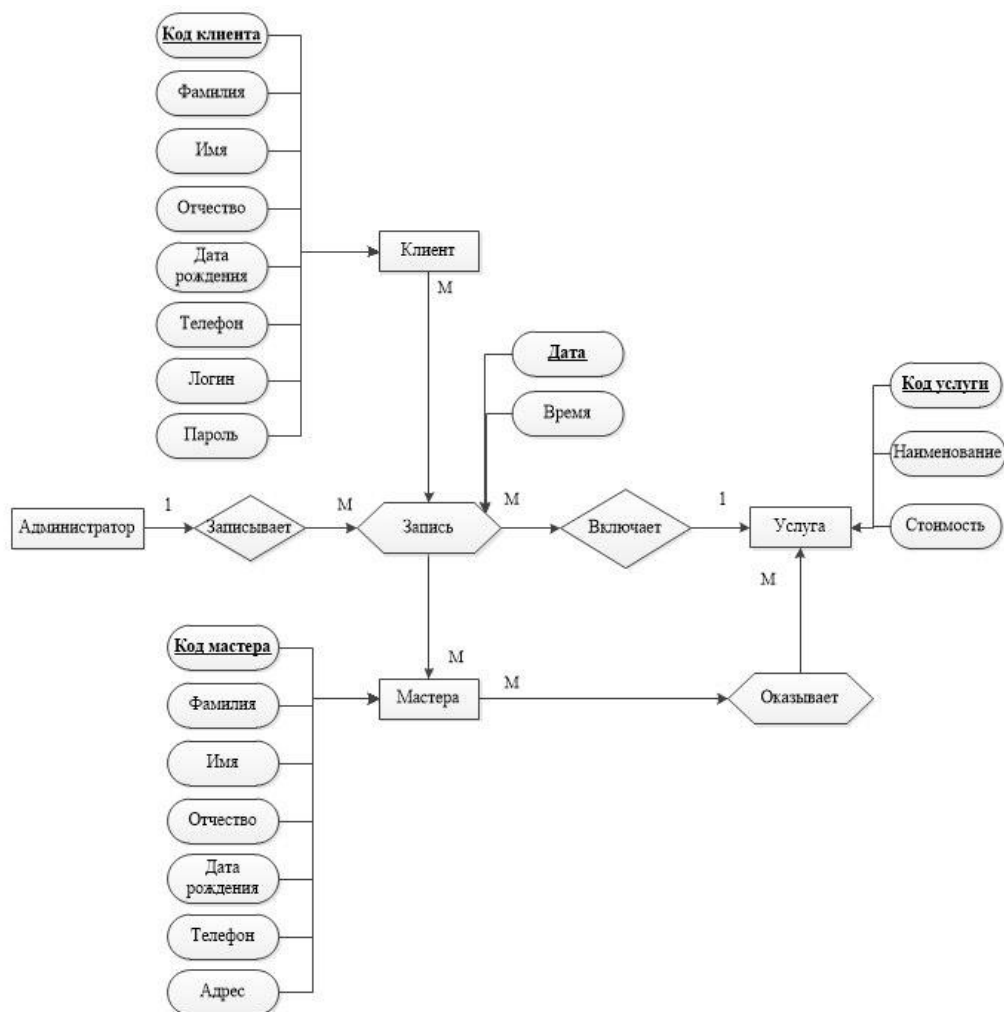 Код клиента
Фамилия
Имя
Отчество
Дата
рождения
Телефон
Логин
Пароль
Клиент
М
Дата
Время
Код услуги
Наименование
Стоимость
Администратор
1
Записывает
М
Запись
М
Включает
1
Услуга
М
М
Мастера
М
Оказывает
Код мастера
Фамилия
Имя
Отчество
Дата
рождения
Телефон
Адрес